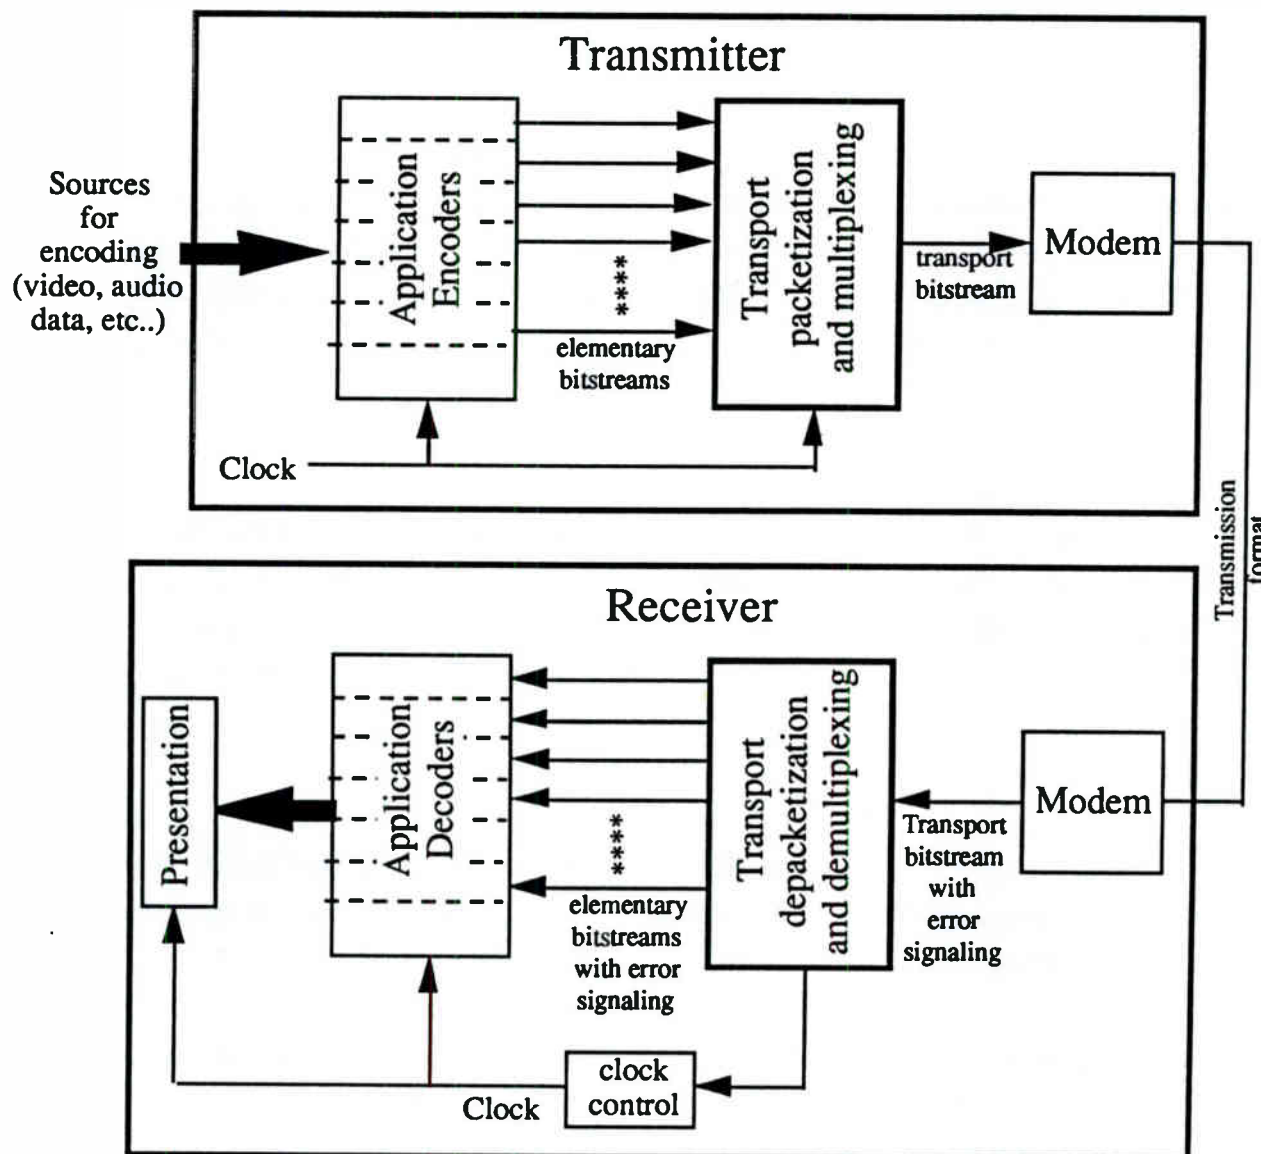 Transmitter
Sources
for
encoding
(video, audio
data, etc..)
Application
Encoders
****
elementary
bitstreams
Transport
packetization
and multiplexing
transport
bitstream
Modem
Clock
Transmission
format
Receiver
Presentation
Application
Decoders
****
elementary
bitstreams
with error
signaling
Transport
depacketization
and demultiplexing
Transport
bitstream
with
error
signaling
Modem
clock
control
Clock